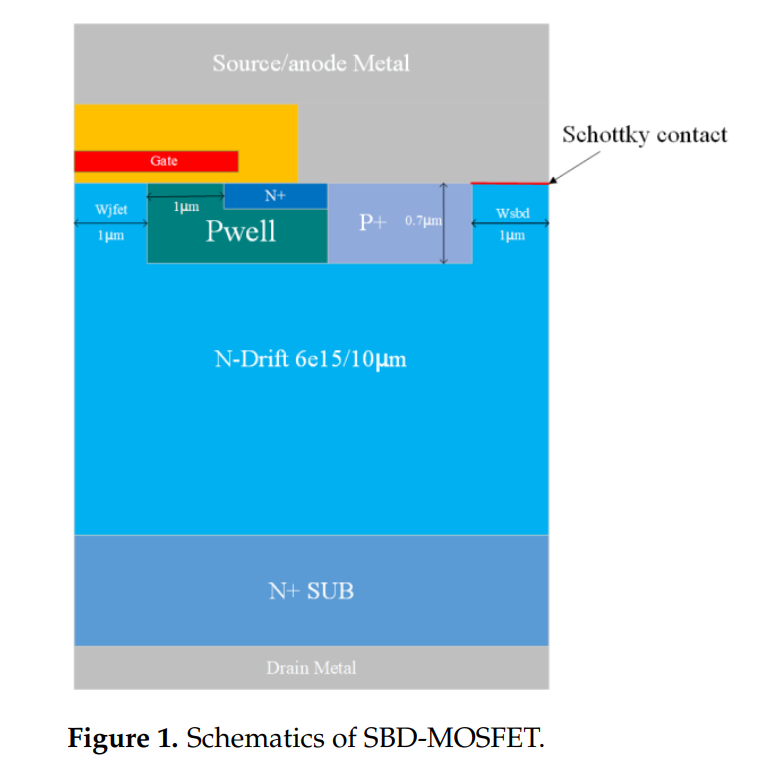 Source/anode Metal
Schottky contact
Gate
N+
Wjfet
1μm
1μm
Pwell
P+
0.7μm
Wsbd
1μm
N-Drift 6e15/10μm
N+ SUB
Drain Metal
Figure 1. Schematics of SBD-MOSFET.